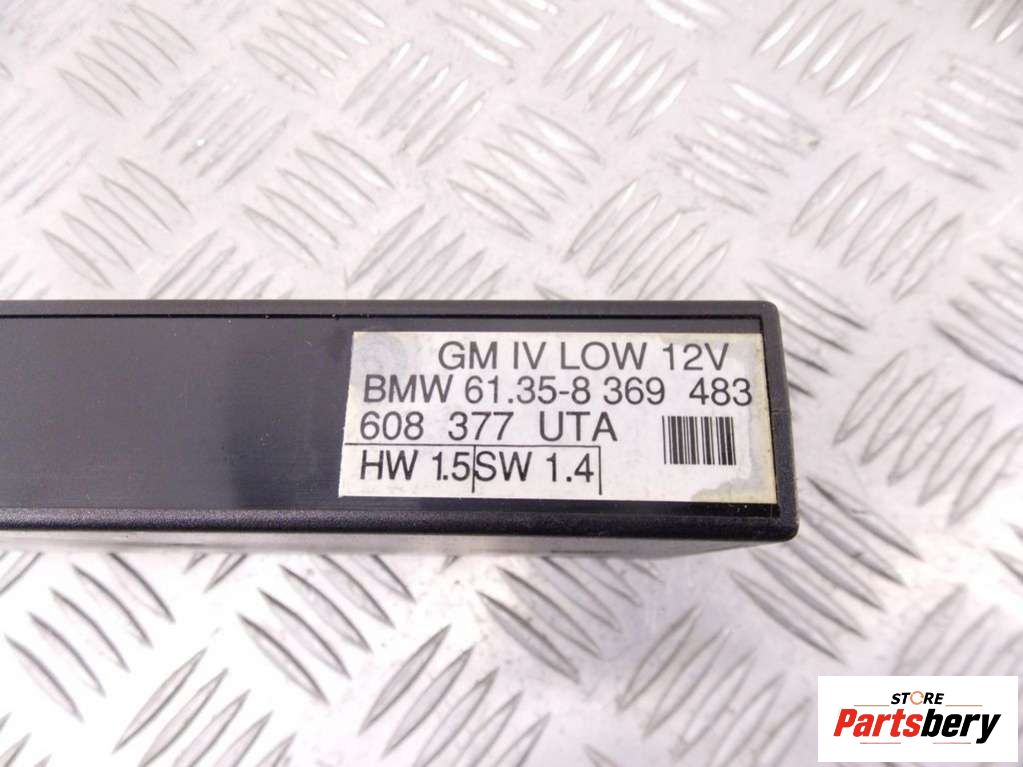 GM IV LOW 12V
BMW 61.35-8 369 483
608 377 UTA
HW 1.5 SW 1.4
STORE
Partsbery